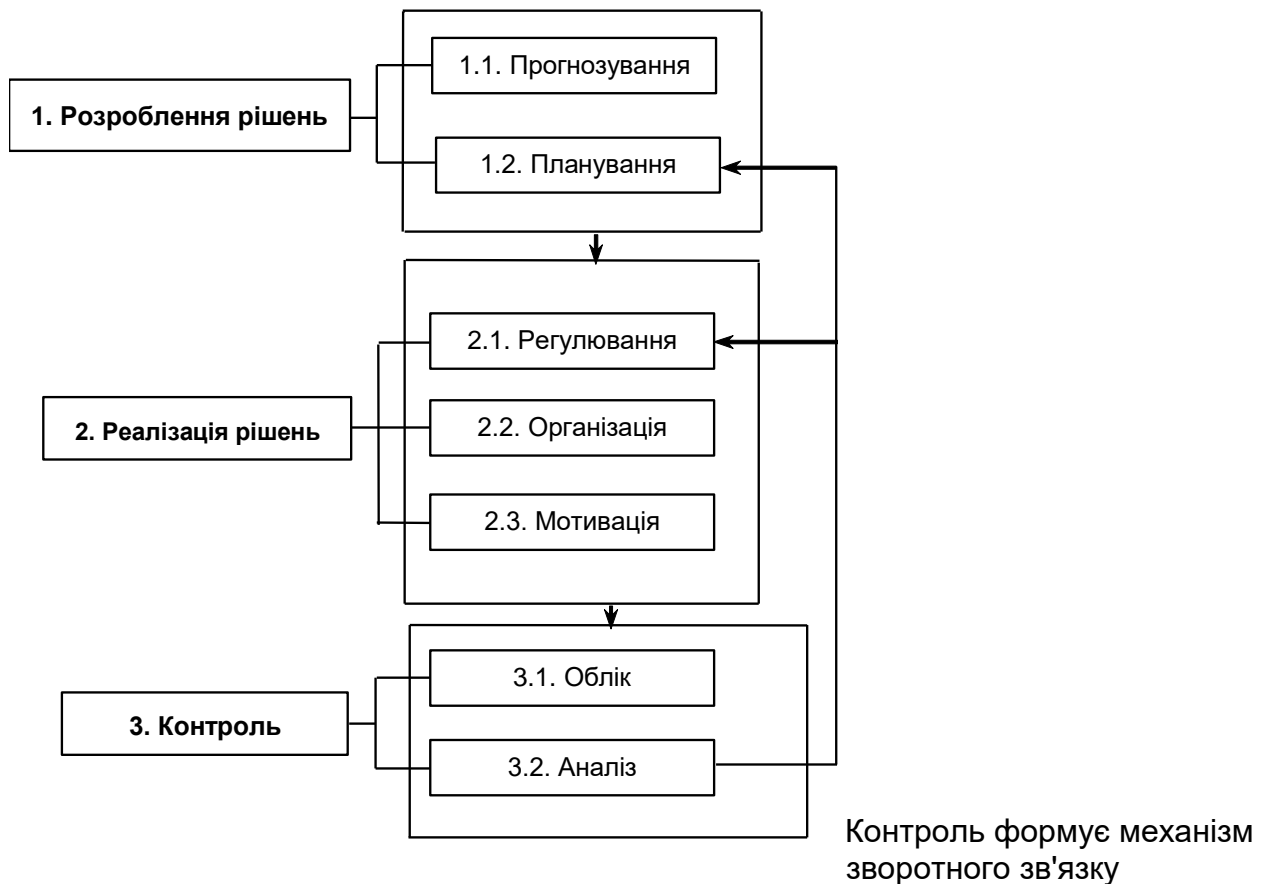 1.1. Прогнозування
1. Розроблення рішень
1.2. Планування
2.1. Регулювання
2. Реалізація рішень
2.2. Організація
2.3. Мотивація
3.1. Облік
3. Контроль
3.2. Аналіз
Контроль формує механізм
зворотного зв'язку